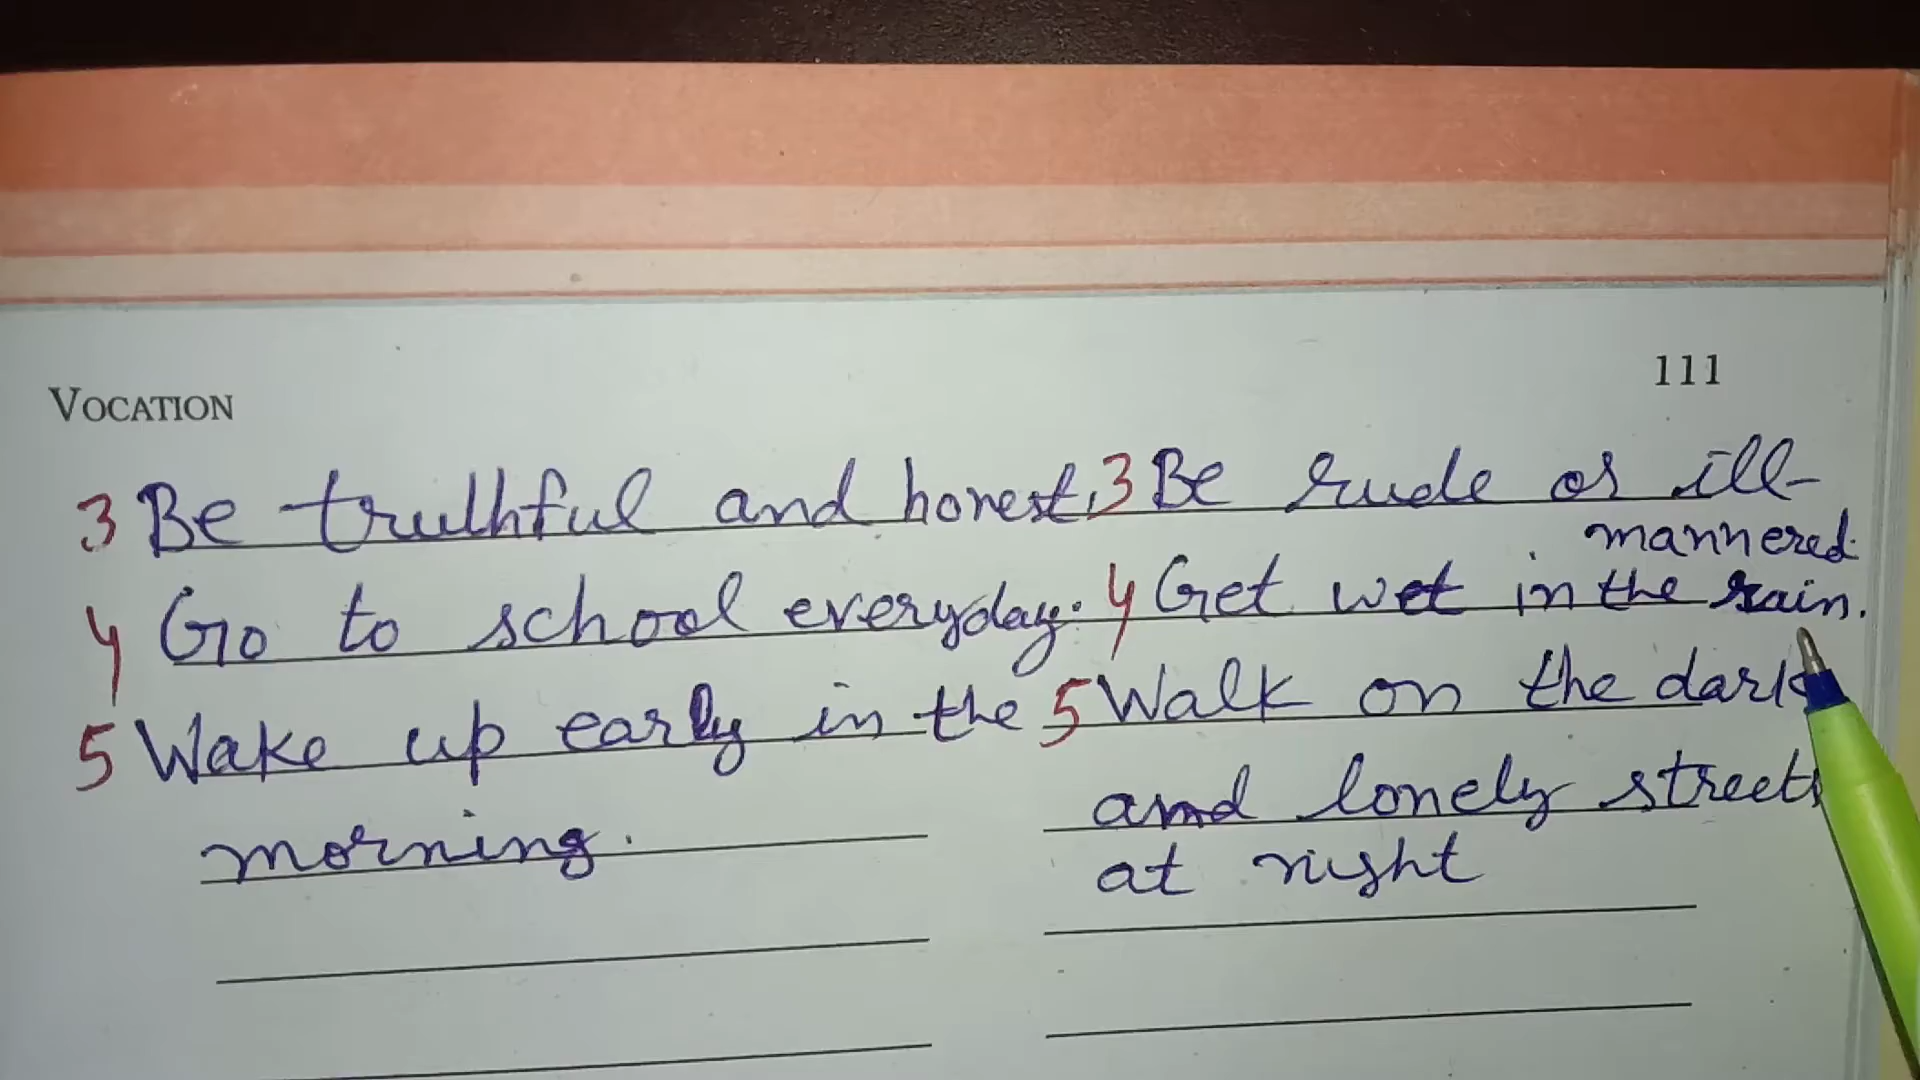 VOCATION
111
3 Be truthful and honest.
4 Go to school everyday.
5 Wake up early in the
morning.
3 Be rude or ill-
mannered.
4 Get wet in the rain.
5 Walk on the dark
and lonely streets
at night